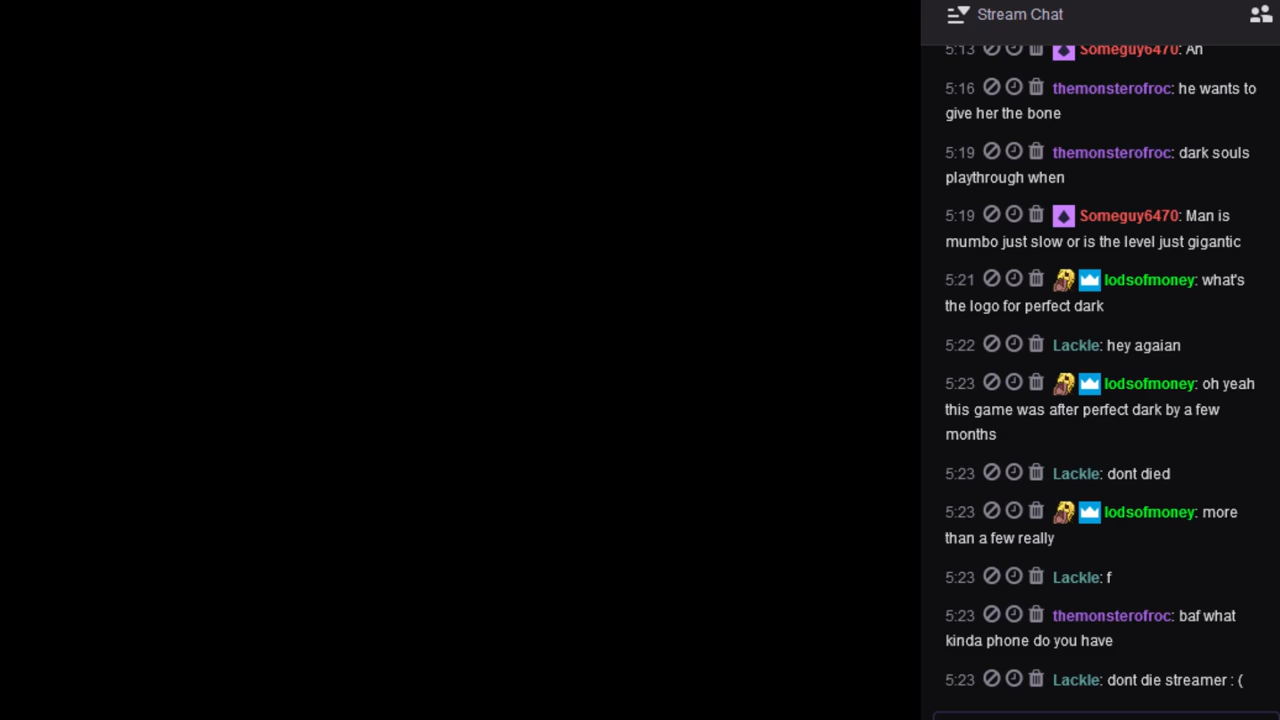 Stream Chat
5:13 Someguy6470: Ah
5:16 themonsterofroc: he wants to
give her the bone
5:19 themonsterofroc: dark souls
playthrough when
5:19 Someguy6470: Man is
mumbo just slow or is the level just gigantic
5:21 lodsofmoney: what's
the logo for perfect dark
5:22 Lackle: hey agaian
5:23 lodsofmoney: oh yeah
this game was after perfect dark by a few
months
5:23 Lackle: dont died
5:23 lodsofmoney: more
than a few really
5:23 Lackle: f
5:23 themonsterofroc: baf what
kinda phone do you have
5:23 Lackle: dont die streamer : (